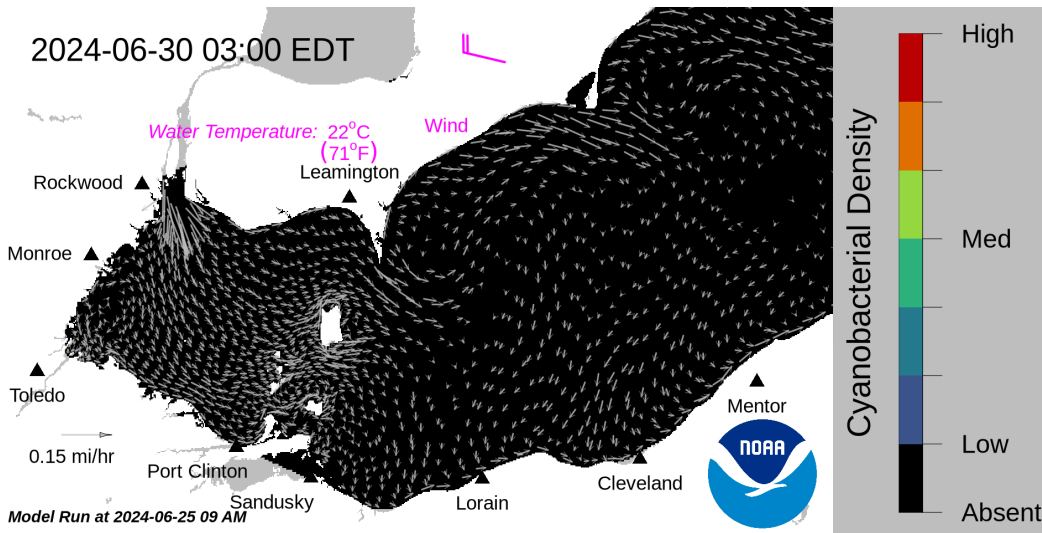 2024-06-30 03:00 EDT
Water Temperature: 22°C
(71°F)
Wind
Leamington
Rockwood
Monroe
Toledo
0.15 mi/hr
Port Clinton
Sandusky
Lorain
Cleveland
Mentor
NOAA
Model Run at 2024-06-25 09 AM
Cyanobacterial Density
High
Med
Low
Absent